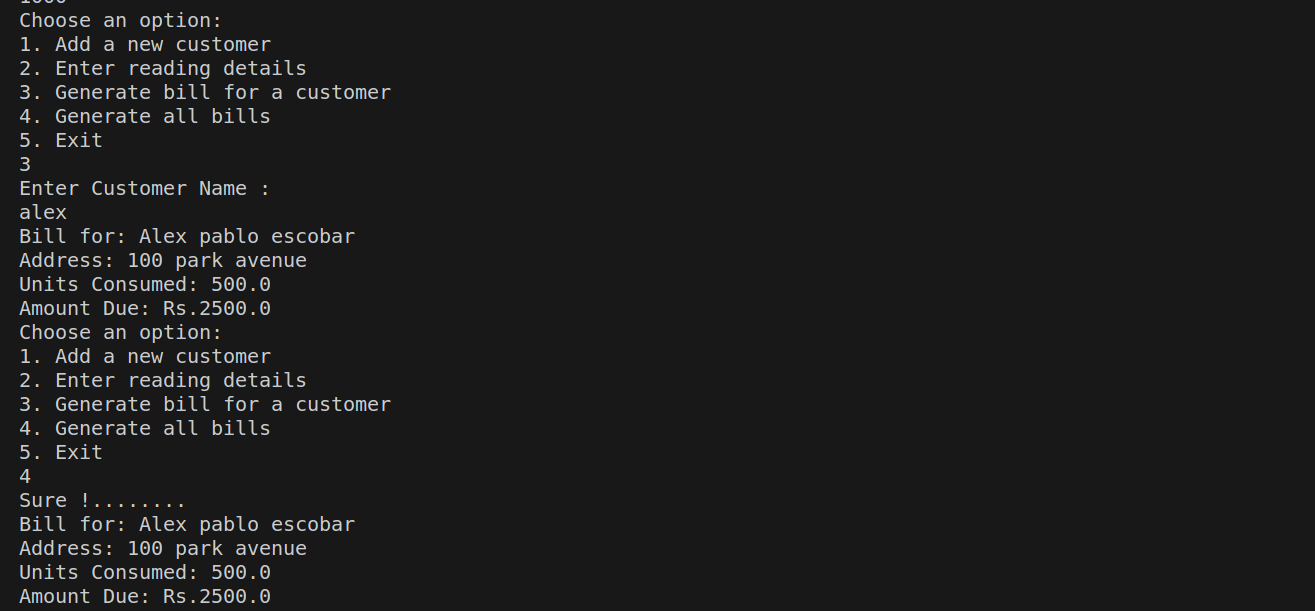 Choose an option:
1. Add a new customer
2. Enter reading details
3. Generate bill for a customer
4. Generate all bills
5. Exit
3
Enter Customer Name :
alex
Bill for: Alex pablo escobar
Address: 100 park avenue
Units Consumed: 500.0
Amount Due: Rs.2500.0
Choose an option:
1. Add a new customer
2. Enter reading details
3. Generate bill for a customer
4. Generate all bills
5. Exit
4
Sure !........
Bill for: Alex pablo escobar
Address: 100 park avenue
Units Consumed: 500.0
Amount Due: Rs.2500.0